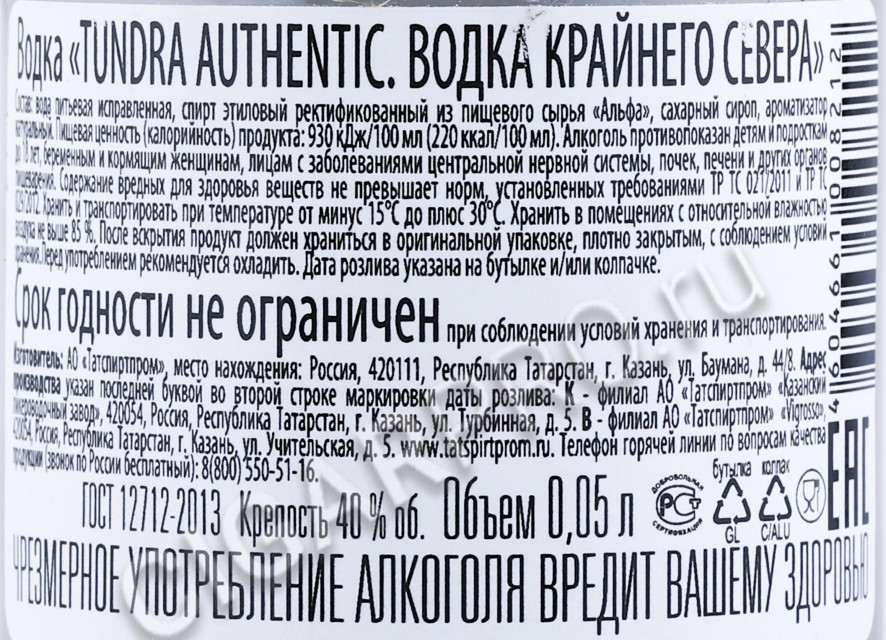 Водка «TUNDRA AUTHENTIC. ВОДКА КРАЙНЕГО СЕВЕРА»
Состав: вода питьевая исправленная, спирт этиловый ректификованный из пищевого сырья «Альфа», сахарный сироп, ароматизатор
натуральный. Пищевая ценность (калорийность) продукта: 930 кДж/100 мл (220 ккал/100 мл). Алкоголь противопоказан детям и подросткам
до 18 лет, беременным и кормящим женщинам, лицам с заболеваниями центральной нервной системы, почек, печени и других органов
пищеварения. Содержание вредных для здоровья веществ не превышает норм, установленных требованиями ТР ТС 021/2011 и ТР ТС
029/2012. Хранить и транспортировать при температуре от минус 15°С до плюс 30°С. Хранить в помещениях с относительной влажностью
воздуха не выше 85 %. После вскрытия продукт должен храниться в оригинальной упаковке, плотно закрытым, с соблюдением условий
хранения. Перед употреблением рекомендуется охладить. Дата розлива указана на бутылке и/или колпачке.
Срок годности не ограничен при соблюдении условий хранения и транспортирования.
Изготовитель: АО «Татспиртпром», место нахождения: Россия, 420111, Республика Татарстан, г. Казань, ул. Баумана, д. 44/8. Адрес
производства указан последней буквой во второй строке маркировки даты розлива: К - филиал АО «Татспиртпром» «Казанский
ликероводочный завод», 420054, Россия, Республика Татарстан, г. Казань, ул. Турбинная, д. 5. В - филиал АО «Татспиртпром» «Vigrosso»,
420054, Россия, Республика Татарстан, г. Казань, ул. Учительская, д. 5. www.tatspirtprom.ru. Телефон горячей линии по вопросам качества
продукции (звонок по России бесплатный): 8(800) 550-51-16.
ГОСТ 12712-2013 Крепость 40 % об. Объем 0,05 л
ДОБРОВОЛЬНАЯ
РСТ
СЕРТИФИКАЦИЯ
бутылка колпак
GL C/ALU
EAC
ЧРЕЗМЕРНОЕ УПОТРЕБЛЕНИЕ АЛКОГОЛЯ ВРЕДИТ ВАШЕМУ ЗДОРОВЬЮ
4 604661 008212
CIGARPRO.ru